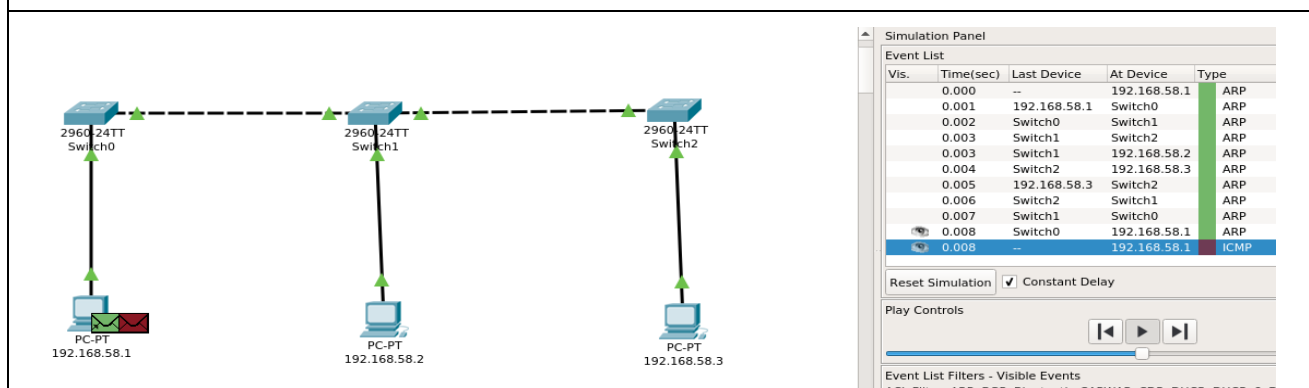 2960-24TT
Switch0
2960-24TT
Switch1
2960-24TT
Switch2
PC-PT
192.168.58.1
PC-PT
192.168.58.2
PC-PT
192.168.58.3
Simulation Panel
Event List
Vis. Time(sec) Last Device At Device Type
0.000 -- 192.168.58.1 ARP
0.001 192.168.58.1 Switch0 ARP
0.002 Switch0 Switch1 ARP
0.003 Switch1 Switch2 ARP
0.003 Switch1 192.168.58.2 ARP
0.004 Switch2 192.168.58.3 ARP
0.005 192.168.58.3 Switch2 ARP
0.006 Switch2 Switch1 ARP
0.007 Switch1 Switch0 ARP
0.008 Switch0 192.168.58.1 ARP
0.008 -- 192.168.58.1 ICMP
Reset Simulation Constant Delay
Play Controls
Event List Filters - Visible Events